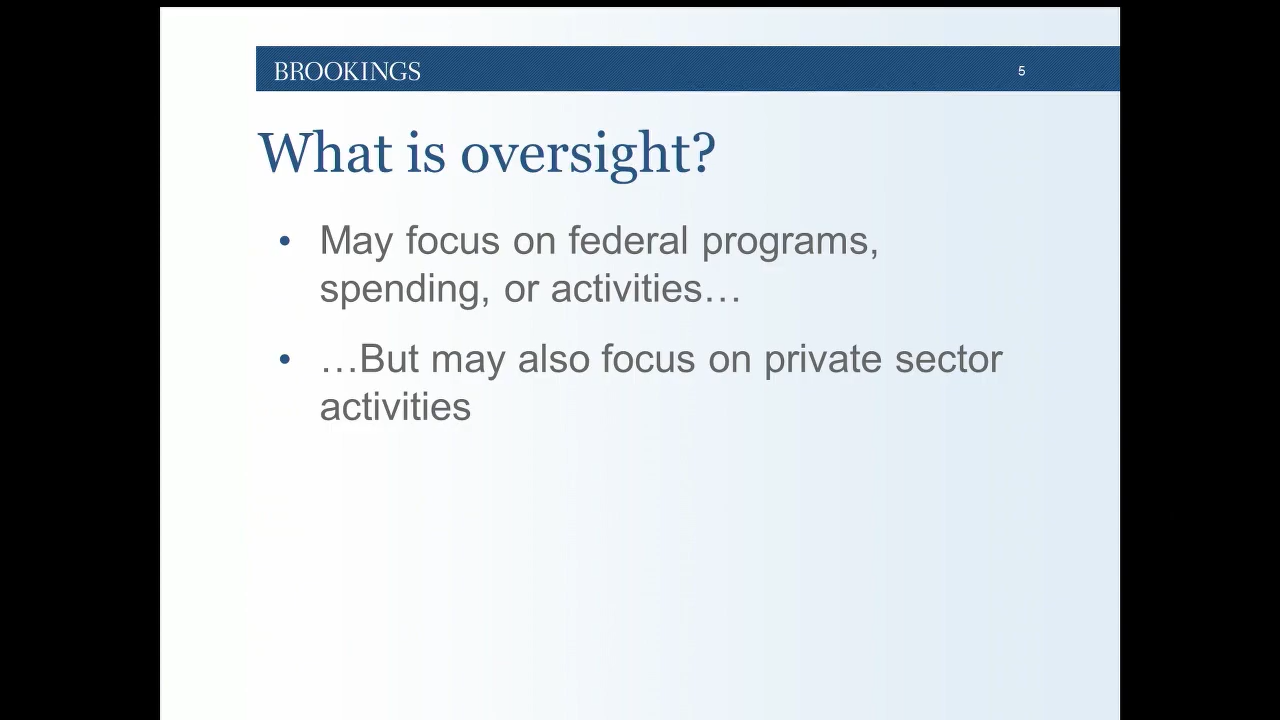 BROOKINGS
5
What is oversight?
• May focus on federal programs,
spending, or activities…
• …But may also focus on private sector
activities